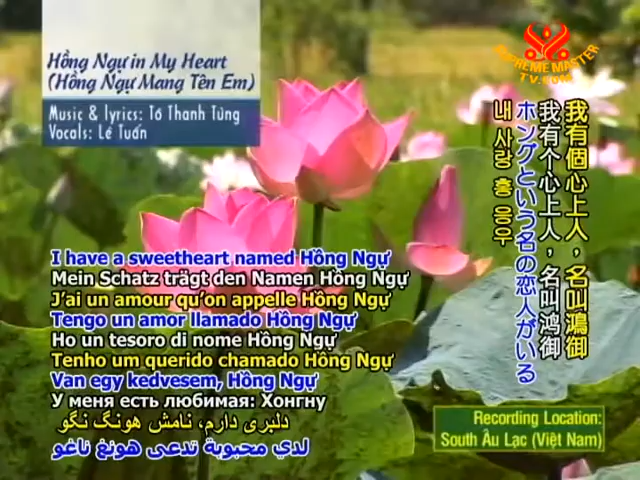 Hồng Ngự in My Heart
(Hồng Ngự Mang Tên Em)
Music & lyrics: Tô Thanh Tùng
Vocals: Lê Tuấn
SUPREME MASTER
TV.COM
我有個心上人，名叫鴻御
我有个心上人，名叫鸿御
ホングという名の恋人がいる
내 사랑 홍 응우
I have a sweetheart named Hồng Ngự
Mein Schatz trägt den Namen Hồng Ngự
J'ai un amour qu'on appelle Hồng Ngự
Tengo un amor llamado Hồng Ngự
Ho un tesoro di nome Hồng Ngự
Tenho um querido chamado Hồng Ngự
Van egy kedvesem, Hồng Ngự
У меня есть любимая: Хонгну
دلبری دارم، نامش هونگ نگو
لدي محبوبة تدعى هونغ ناغو
Recording Location:
South Âu Lạc (Việt Nam)